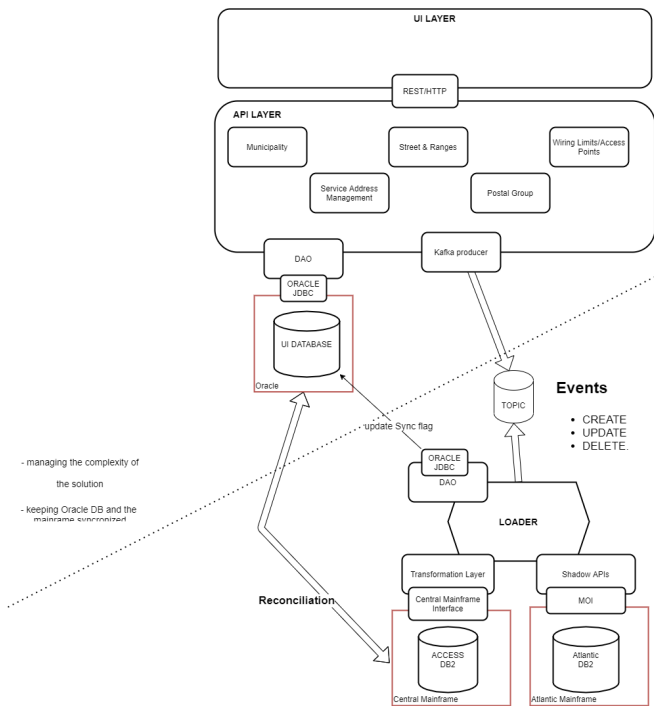 UI LAYER
REST/HTTP
API LAYER
Municipality
Street & Ranges
Wiring Limits/Access
Points
Service Address
Management
Postal Group
DAO
Kafka producer
ORACLE
JDBC
UI DATABASE
Oracle
TOPIC
Events
• CREATE
• UPDATE
• DELETE.
update Sync flag
ORACLE
JDBC
DAO
- managing the complexity of
the solution
- keeping Oracle DB and the
mainframe syncronized
LOADER
Transformation Layer
Shadow APIs
Reconciliation
Central Mainframe
Interface
MOI
ACCESS
DB2
Atlantic
DB2
Central Mainframe
Atlantic Mainframe